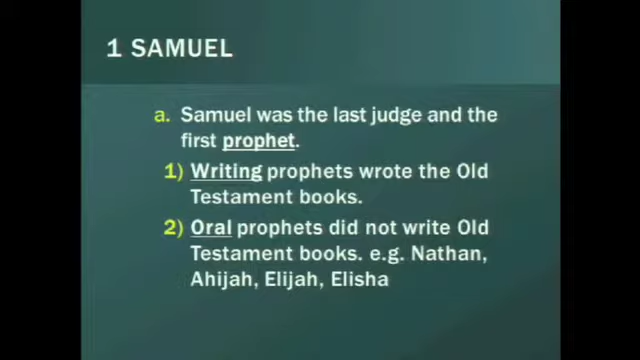 1 SAMUEL
a. Samuel was the last judge and the
first prophet.
1) Writing prophets wrote the Old
Testament books.
2) Oral prophets did not write Old
Testament books. e.g. Nathan,
Ahijah, Elijah, Elisha